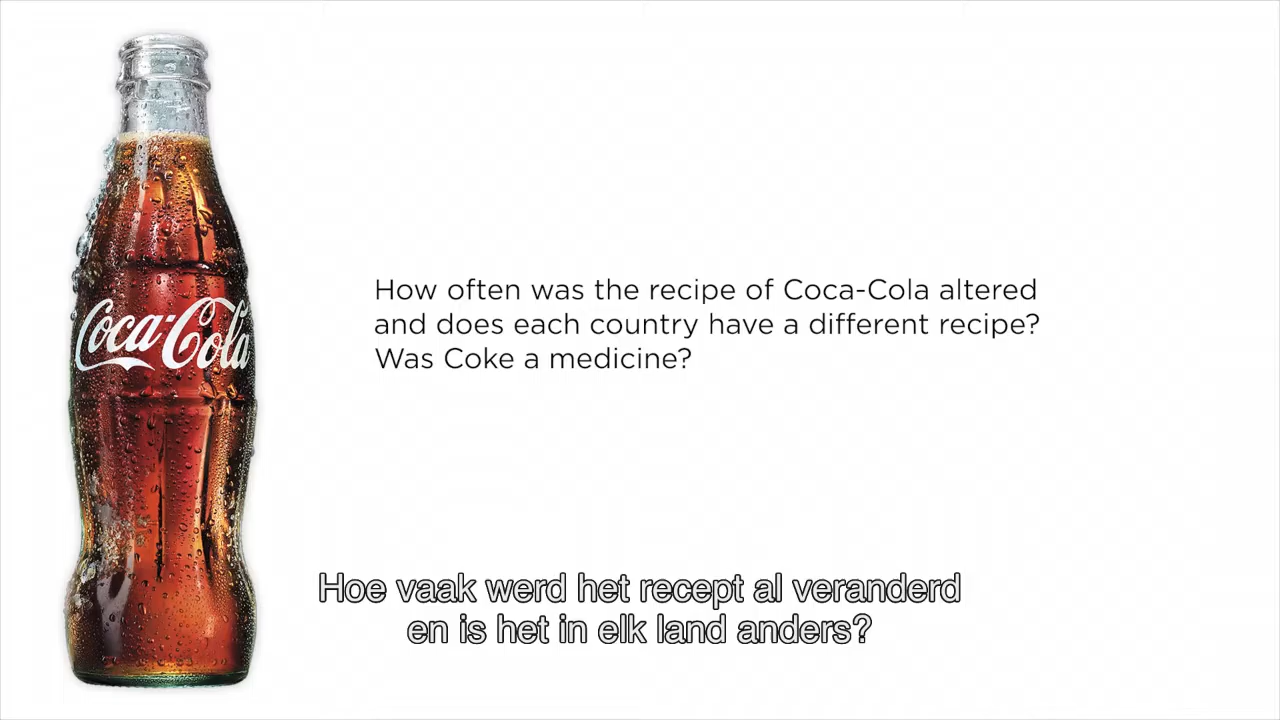 Coca-Cola
How often was the recipe of Coca-Cola altered
and does each country have a different recipe?
Was Coke a medicine?
Hoe vaak werd het recept al veranderd
en is het in elk land anders?